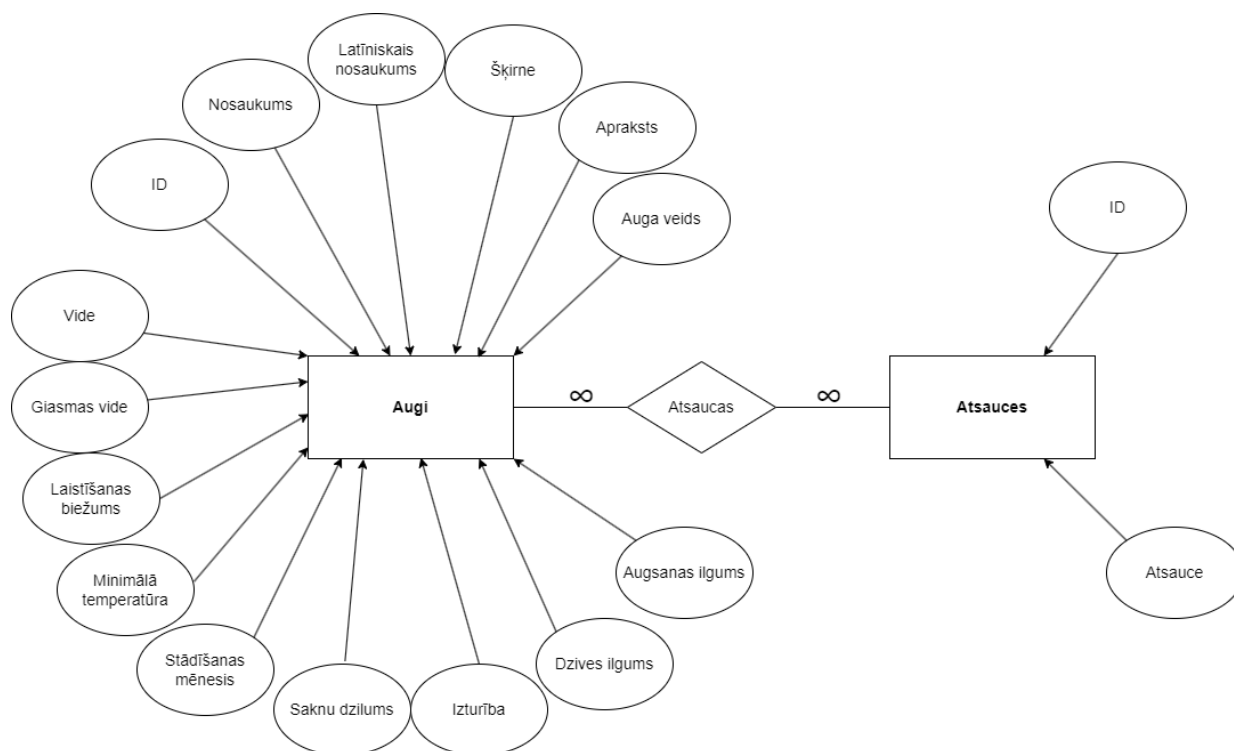 Latīniskais
nosaukums
Šķirne
Nosaukums
Apraksts
ID
Auga veids
ID
Vide
Giasmas vide
Augi
∞
Atsaucas
∞
Atsauces
Laistīšanas
biežums
Minimālā
temperatūra
Augsanas ilgums
Atsauce
Stādīšanas
mēnesis
Saknu dzilums
Izturība
Dzives ilgums